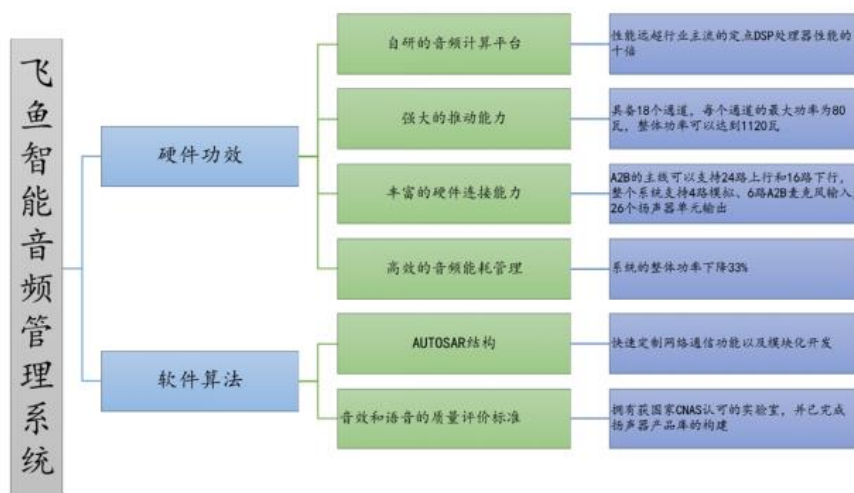 飞鱼智能音频管理系统
硬件功效
自研的音频计算平台
性能远超行业主流的定点DSP处理器性能的
十倍
强大的推动能力
具备18个通道，每个通道的最大功率为80
瓦，整体功率可以达到1120瓦
丰富的硬件连接能力
A2B的主线可以支持24路上行和16路下行，
整个系统支持4路模拟、6路A2B麦克风输入
26个扬声器单元输出
高效的音频能耗管理
系统的整体功率下降33%
软件算法
AUTOSAR结构
快速定制网络通信功能以及模块化开发
音效和语音的质量评价标准
拥有获国家CNAS认可的实验室，并已完成
扬声器产品库的构建